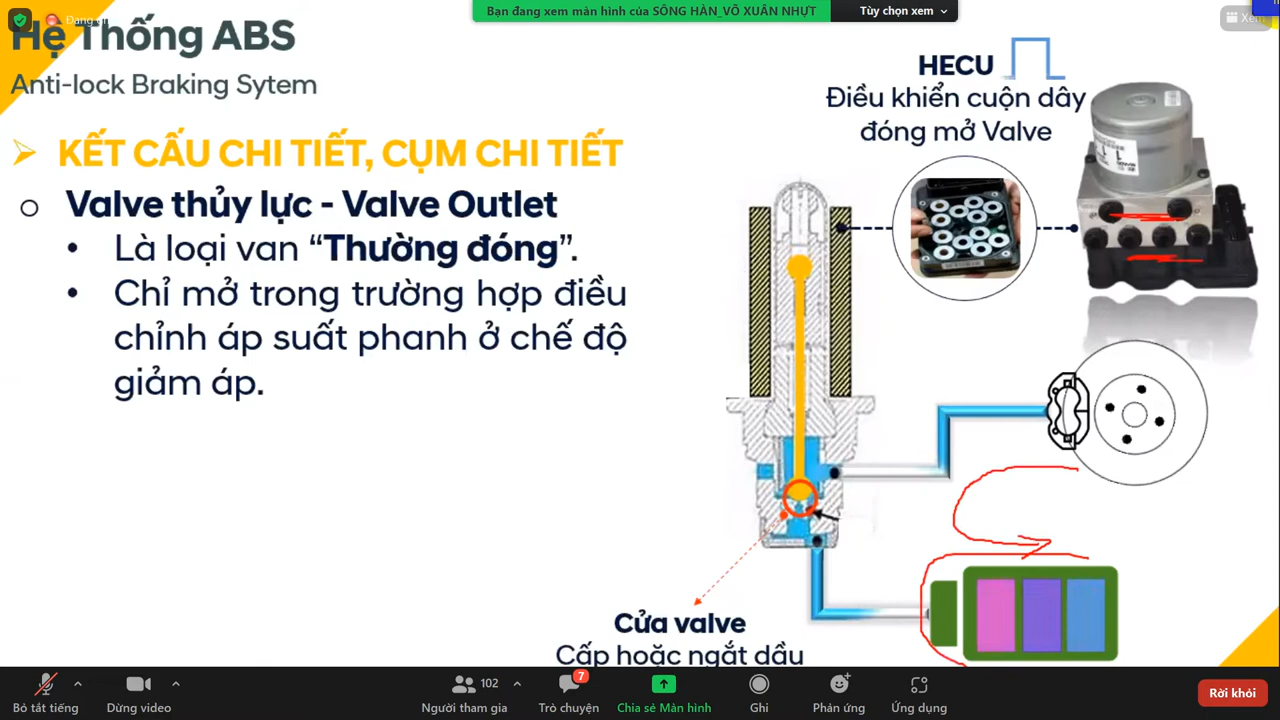 Bạn đang xem màn hình của SÔNG HÀN_VÕ XUÂN NHỰT
Tùy chọn xem
Hệ Thống ABS
Anti-lock Braking Sytem
KẾT CẤU CHI TIẾT, CỤM CHI TIẾT
Valve thủy lực - Valve Outlet
Là loại van “Thường đóng”.
Chỉ mở trong trường hợp điều
chỉnh áp suất phanh ở chế độ
giảm áp.
HECU
Điều khiển cuộn dây
đóng mở Valve
Cửa valve
Cấp hoặc ngắt dầu
Bỏ tắt tiếng
Dừng video
102
Người tham gia
7
Trò chuyện
Chia sẻ Màn hình
Ghi
Phản ứng
Ứng dụng
Rời khỏi